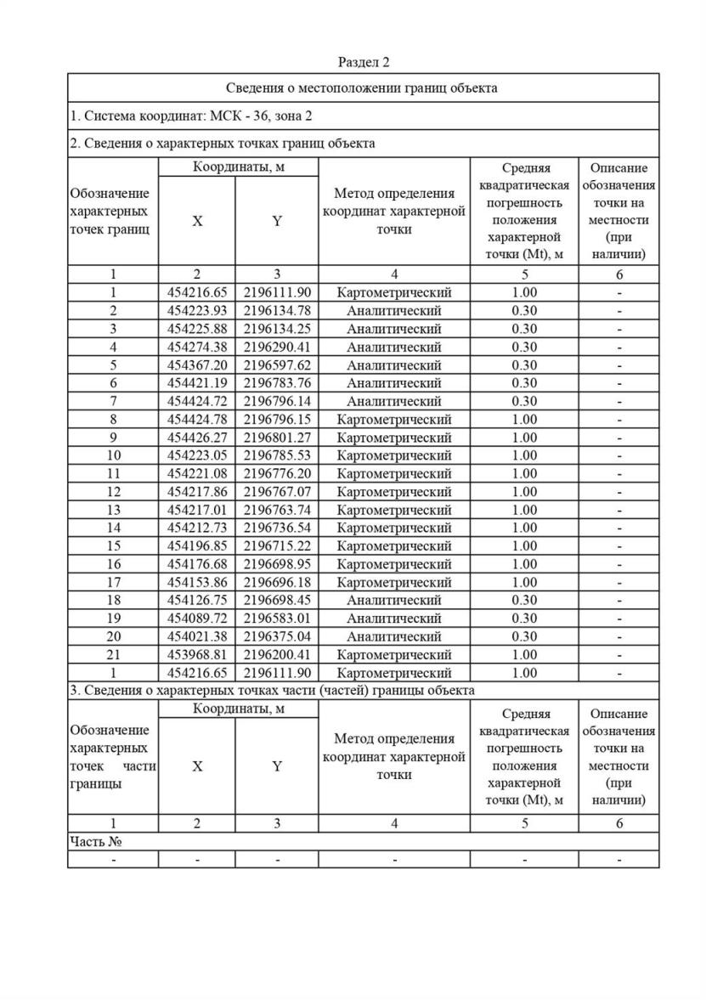 Раздел 2
Сведения о местоположении границ объекта
1. Система координат: МСК - 36, зона 2
2. Сведения о характерных точках границ объекта
Обозначение характерных точек границ Координаты, м Метод определения координат характерной точки Средняя квадратическая погрешность положения характерной точки (Mt), м Описание обозначения точки на местности (при наличии)
X Y
1 2 3 4 5 6
1 454216.65 2196111.90 Картометрический 1.00 -
2 454223.93 2196134.78 Аналитический 0.30 -
3 454225.88 2196134.25 Аналитический 0.30 -
4 454274.38 2196290.41 Аналитический 0.30 -
5 454367.20 2196597.62 Аналитический 0.30 -
6 454421.19 2196783.76 Аналитический 0.30 -
7 454424.72 2196796.14 Аналитический 0.30 -
8 454424.78 2196796.15 Картометрический 1.00 -
9 454426.27 2196801.27 Картометрический 1.00 -
10 454223.05 2196785.53 Картометрический 1.00 -
11 454221.08 2196776.20 Картометрический 1.00 -
12 454217.86 2196767.07 Картометрический 1.00 -
13 454217.01 2196763.74 Картометрический 1.00 -
14 454212.73 2196736.54 Картометрический 1.00 -
15 454196.85 2196715.22 Картометрический 1.00 -
16 454176.68 2196698.95 Картометрический 1.00 -
17 454153.86 2196696.18 Картометрический 1.00 -
18 454126.75 2196698.45 Аналитический 0.30 -
19 454089.72 2196583.01 Аналитический 0.30 -
20 454021.38 2196375.04 Аналитический 0.30 -
21 453968.81 2196200.41 Картометрический 1.00 -
1 454216.65 2196111.90 Картометрический 1.00 -
3. Сведения о характерных точках части (частей) границы объекта
Обозначение характерных точек части границы Координаты, м Метод определения координат характерной точки Средняя квадратическая погрешность положения характерной точки (Mt), м Описание обозначения точки на местности (при наличии)
X Y
1 2 3 4 5 6
Часть №
- - - - - -